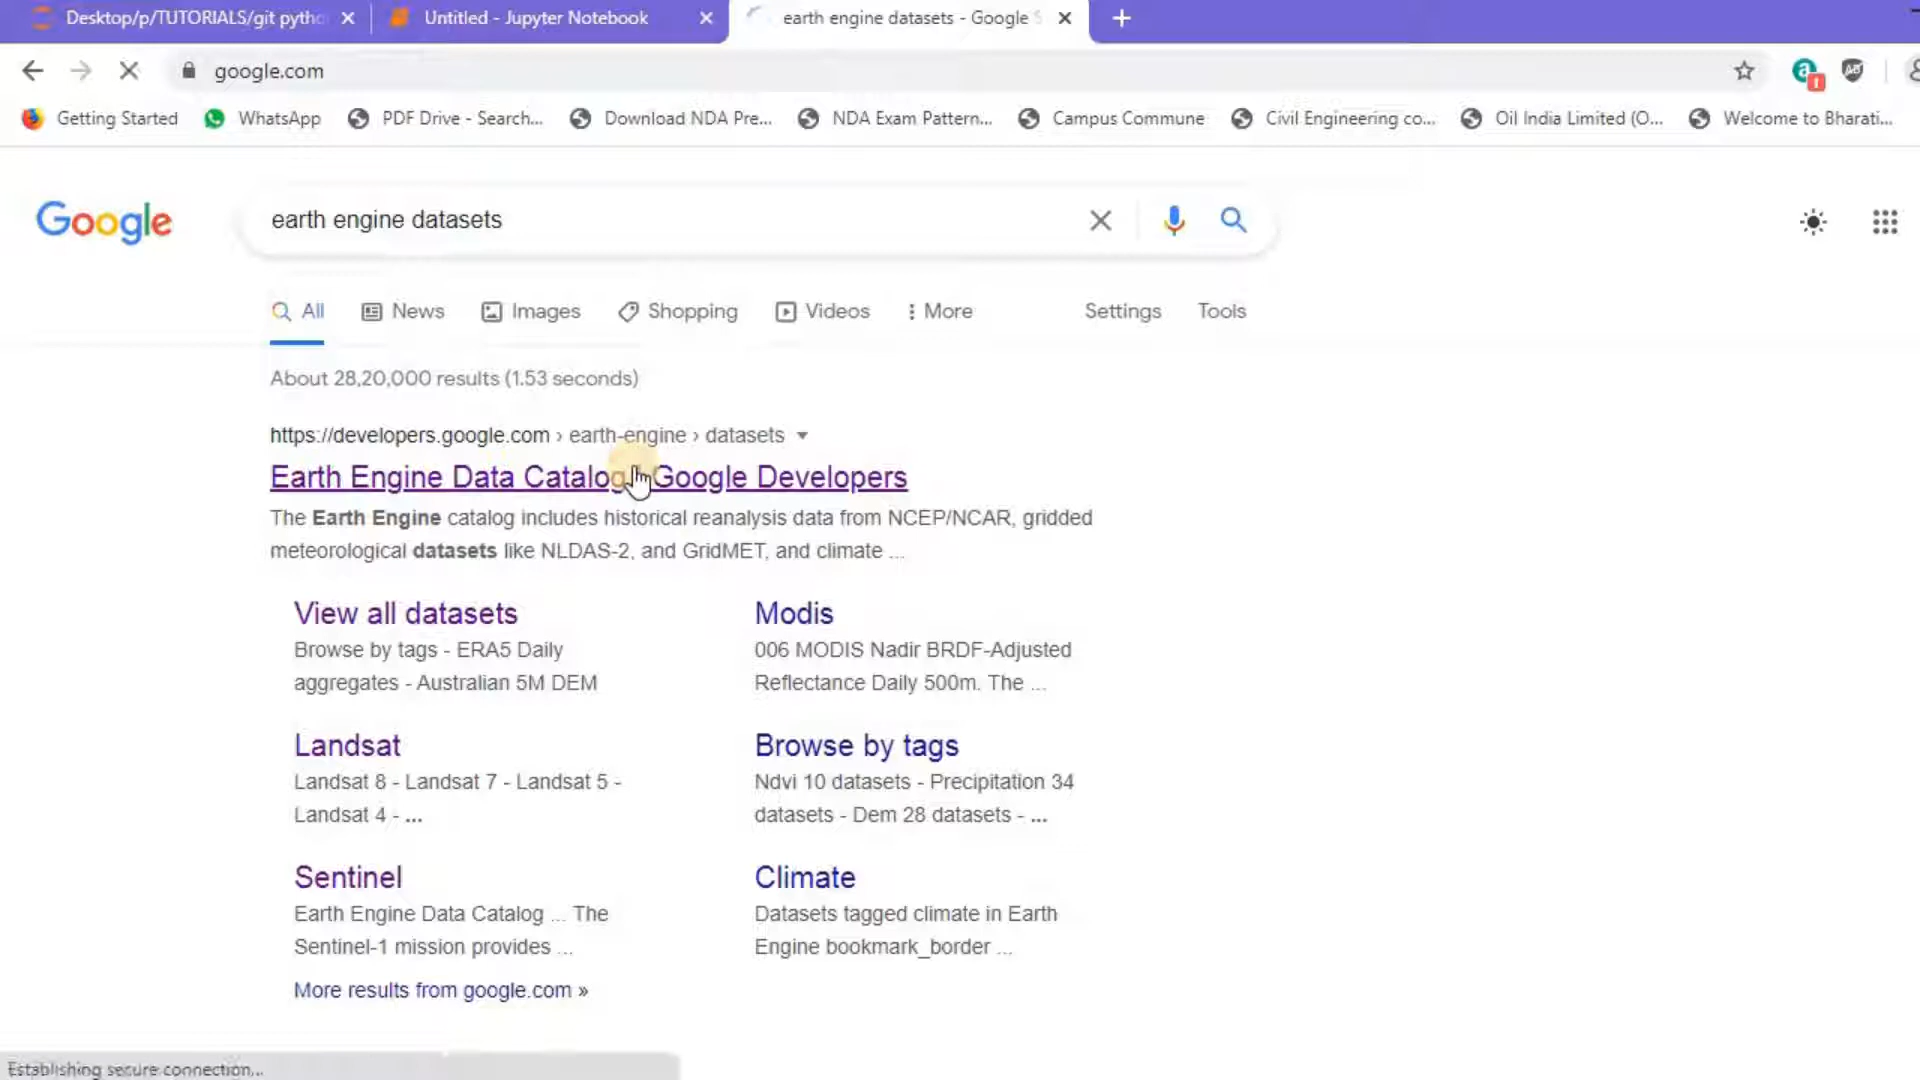 Desktop/p/TUTORIALS/git pytho
Untitled - Jupyter Notebook
earth engine datasets - Google S
google.com
Getting Started
WhatsApp
PDF Drive - Search...
Download NDA Pre...
NDA Exam Pattern...
Campus Commune
Civil Engineering co...
Oil India Limited (O...
Welcome to Bharati...
Google
earth engine datasets
All
News
Images
Shopping
Videos
More
Settings
Tools
About 28,20,000 results (1.53 seconds)
https://developers.google.com › earth-engine › datasets
Earth Engine Data Catalog Google Developers
The Earth Engine catalog includes historical reanalysis data from NCEP/NCAR, gridded
meteorological datasets like NLDAS-2, and GridMET, and climate ...
View all datasets
Browse by tags - ERA5 Daily
aggregates - Australian 5M DEM
Modis
006 MODIS Nadir BRDF-Adjusted
Reflectance Daily 500m. The ...
Landsat
Landsat 8 - Landsat 7 - Landsat 5 -
Landsat 4 - ...
Browse by tags
Ndvi 10 datasets - Precipitation 34
datasets - Dem 28 datasets - ...
Sentinel
Earth Engine Data Catalog ... The
Sentinel-1 mission provides ...
Climate
Datasets tagged climate in Earth
Engine bookmark_border ...
More results from google.com »
Establishing secure connection...